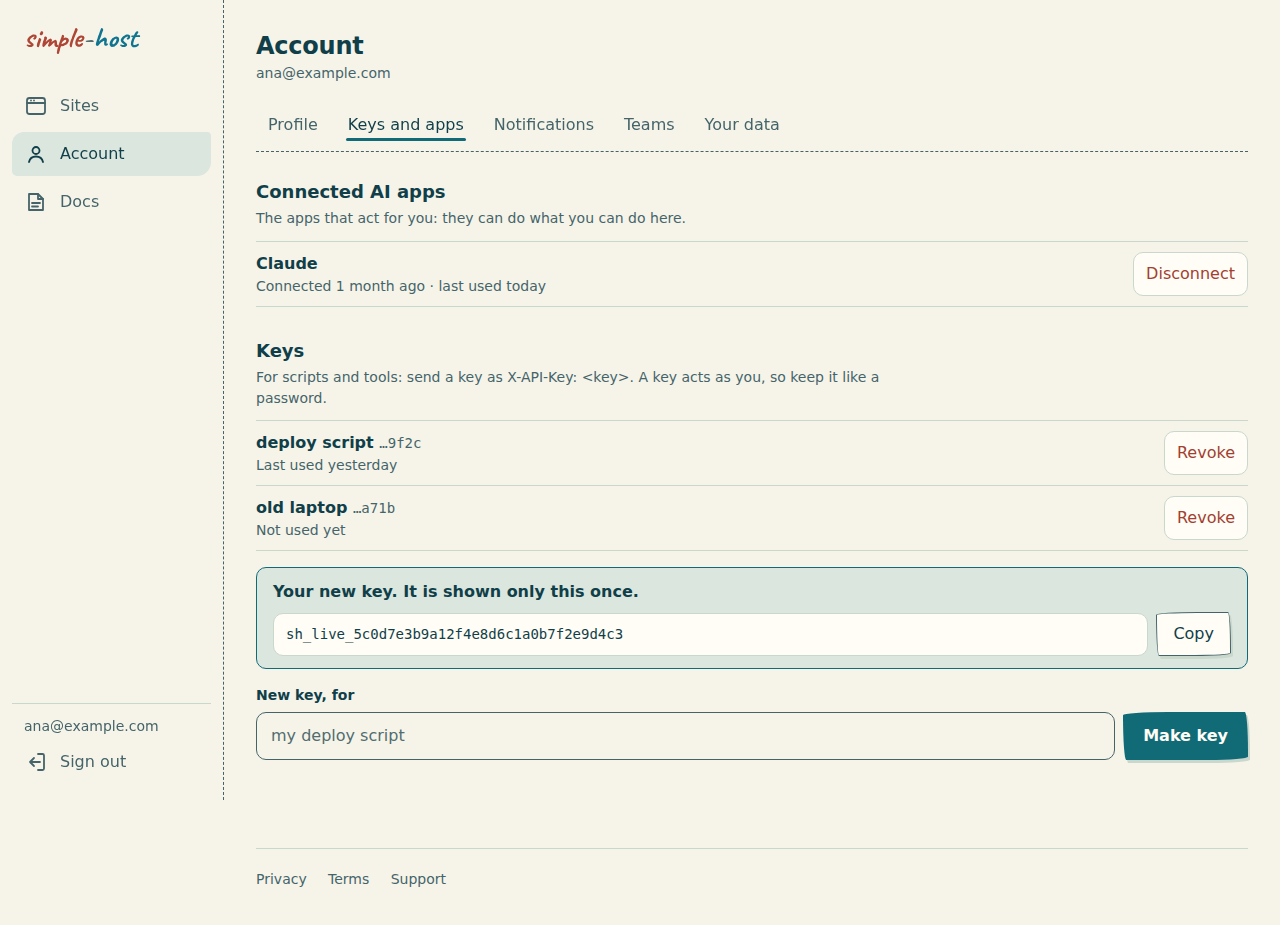 simple-host
Sites
Account
Docs
ana@example.com
Sign out
Account
ana@example.com
Profile
Keys and apps
Notifications
Teams
Your data
Connected AI apps
The apps that act for you: they can do what you can do here.
Claude
Connected 1 month ago · last used today
Disconnect
Keys
For scripts and tools: send a key as X-API-Key: <key>. A key acts as you, so keep it like a
password.
deploy script …9f2c
Last used yesterday
Revoke
old laptop …a71b
Not used yet
Revoke
Your new key. It is shown only this once.
sh_live_5c0d7e3b9a12f4e8d6c1a0b7f2e9d4c3
Copy
New key, for
my deploy script
Make key
Privacy
Terms
Support